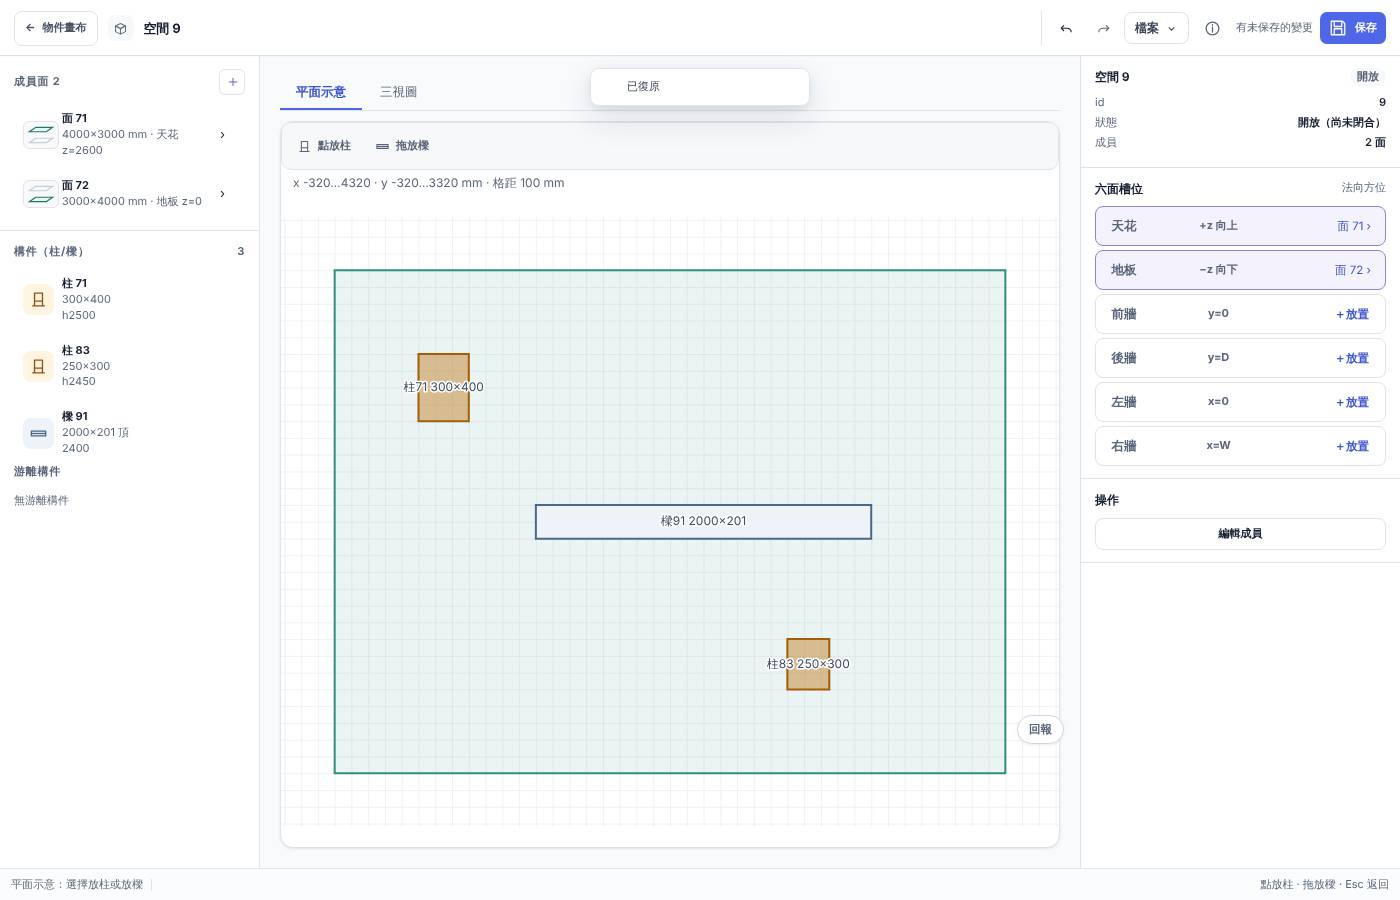 物件畫布
空間 9
檔案
有未保存的變更
保存
成員面 2
面 71
4000×3000 mm · 天花
z=2600
面 72
3000×4000 mm · 地板 z=0
構件（柱/樑）
3
柱 71
300×400
h2500
柱 83
250×300
h2450
樑 91
2000×201 頂
2400
游離構件
無游離構件
平面示意
三視圖
已復原
點放柱
拖放樑
x -320…4320 · y -320…3320 mm · 格距 100 mm
柱71 300×400
樑91 2000×201
柱83 250×300
回報
空間 9
開放
id
9
狀態
開放（尚未閉合）
成員
2 面
六面槽位
法向方位
天花
+z 向上
面 71 ›
地板
−z 向下
面 72 ›
前牆
y=0
+ 放置
後牆
y=D
+ 放置
左牆
x=0
+ 放置
右牆
x=W
+ 放置
操作
編輯成員
平面示意：選擇放柱或放樑
點放柱 · 拖放樑 · Esc 返回